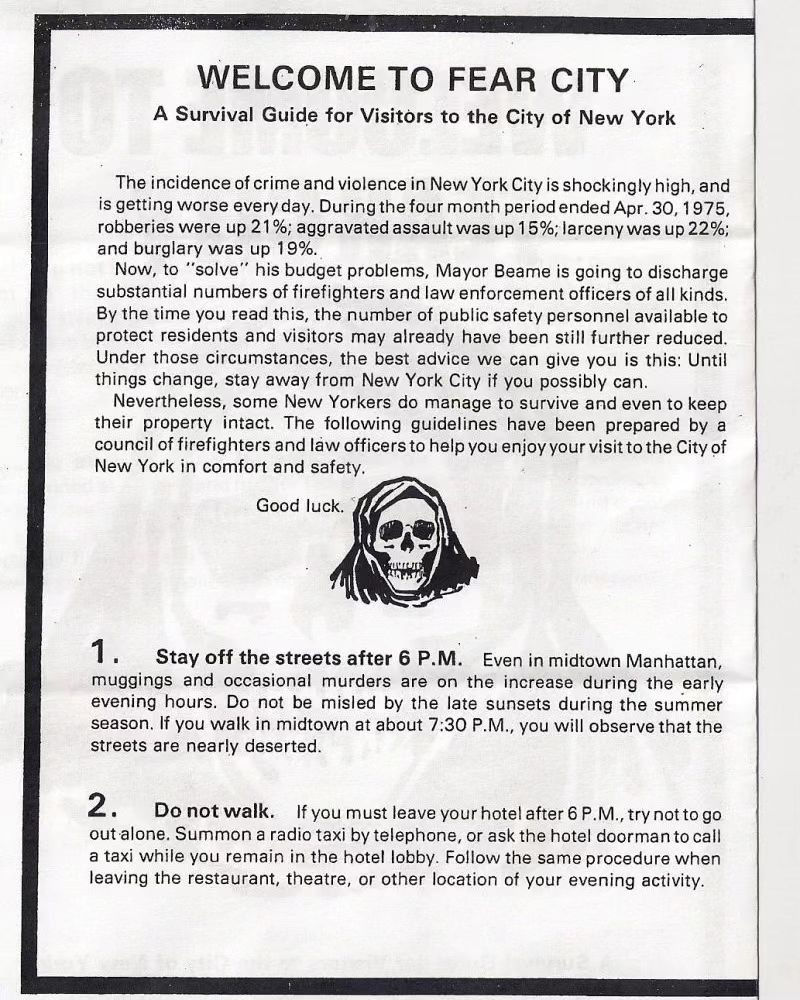 WELCOME TO FEAR CITY
A Survival Guide for Visitors to the City of New York
The incidence of crime and violence in New York City is shockingly high, and
is getting worse every day. During the four month period ended Apr. 30, 1975,
robberies were up 21%; aggravated assault was up 15%; larceny was up 22%;
and burglary was up 19%.
Now, to "solve" his budget problems, Mayor Beame is going to discharge
substantial numbers of firefighters and law enforcement officers of all kinds.
By the time you read this, the number of public safety personnel available to
protect residents and visitors may already have been still further reduced.
Under those circumstances, the best advice we can give you is this: Until
things change, stay away from New York City if you possibly can.
Nevertheless, some New Yorkers do manage to survive and even to keep
their property intact. The following guidelines have been prepared by a
council of firefighters and law officers to help you enjoy your visit to the City of
New York in comfort and safety.
Good luck.
1. Stay off the streets after 6 P.M. Even in midtown Manhattan,
muggings and occasional murders are on the increase during the early
evening hours. Do not be misled by the late sunsets during the summer
season. If you walk in midtown at about 7:30 P.M., you will observe that the
streets are nearly deserted.
2. Do not walk. If you must leave your hotel after 6 P.M., try not to go
out alone. Summon a radio taxi by telephone, or ask the hotel doorman to call
a taxi while you remain in the hotel lobby. Follow the same procedure when
leaving the restaurant, theatre, or other location of your evening activity.